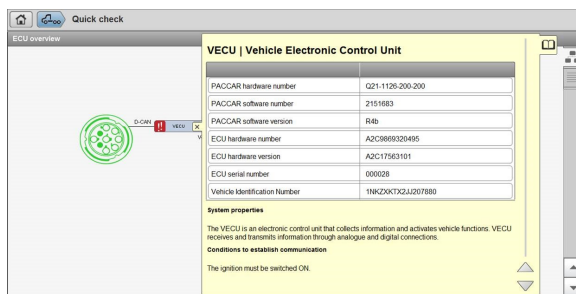 Quick check
ECU overview
VECU | Vehicle Electronic Control Unit
PACCAR hardware number Q21-1126-200-200
PACCAR software number 2151683
PACCAR software version R4b
ECU hardware number A2C9869320495
ECU hardware version A2C17563101
ECU serial number 000028
Vehicle Identification Number 1NKZXKTX2JJ207880
D-CAN
VECU
System properties
The VECU is an electronic control unit that collects information and activates vehicle functions. VECU
receives and transmits information through analogue and digital connections.
Conditions to establish communication
The ignition must be switched ON.